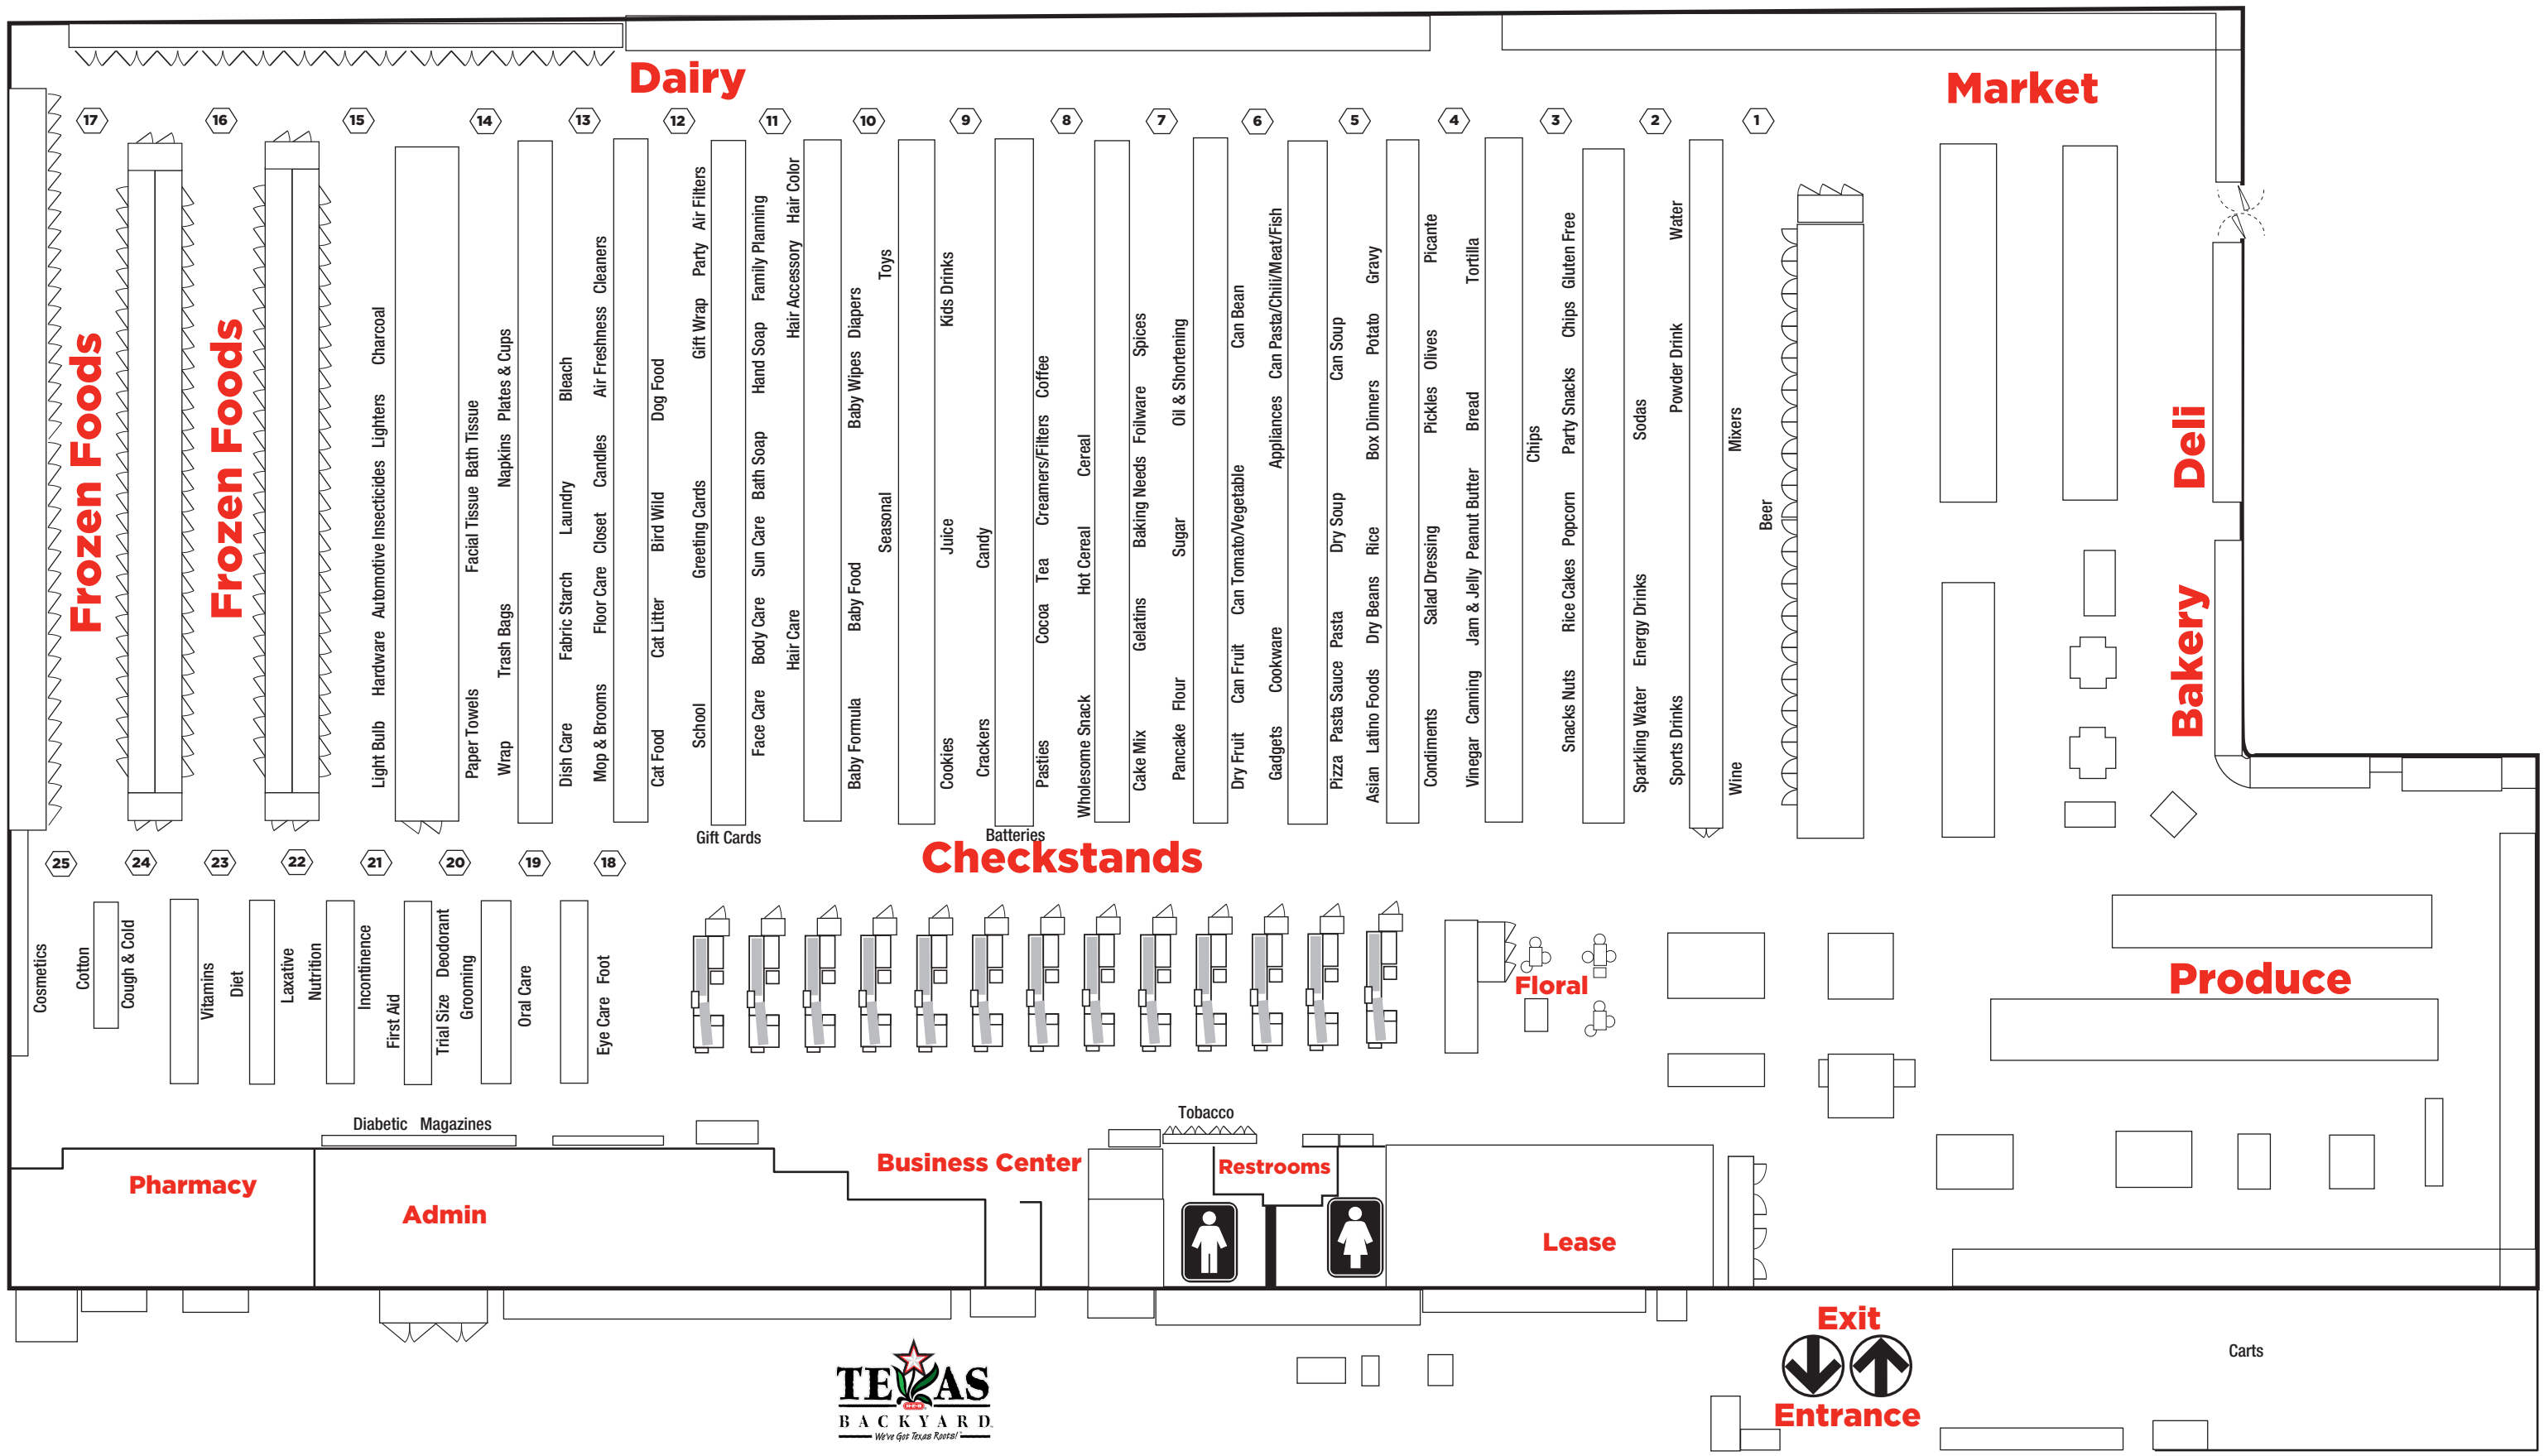 Dairy
Market
17
16
15
14
13
12
11
10
9
8
7
6
5
4
3
2
1
Frozen Foods
Frozen Foods
Light Bulb Hardware Automotive Insecticides Lighters Charcoal
Paper Towels Facial Tissue Bath Tissue
Wrap Trash Bags Napkins Plates & Cups
Dish Care Fabric Starch Laundry Bleach
Mop & Brooms Floor Care Closet Candles Air Freshness Cleaners
Cat Food Cat Litter Bird Wild Dog Food
School Greeting Cards Gift Wrap Party Air Filters
Gift Cards
Face Care Body Care Sun Care Bath Soap Hand Soap Family Planning
Hair Care Hair Accessory Hair Color
Baby Formula Baby Food Baby Wipes Diapers
Seasonal Toys
Cookies Juice Kids Drinks
Crackers Candy
Batteries
Pasties Cocoa Tea Creamers/Filters Coffee
Wholesome Snack Hot Cereal Cereal
Cake Mix Gelatins Baking Needs Foilware Spices
Pancake Flour Sugar Oil & Shortening
Dry Fruit Can Fruit Can Tomato/Vegetable Can Bean
Gadgets Cookware Appliances Can Pasta/Chili/Meat/Fish
Pizza Pasta Sauce Pasta Dry Soup Can Soup
Asian Latino Foods Dry Beans Rice Box Dinners Potato Gravy
Condiments Salad Dressing Pickles Olives Picante
Vinegar Canning Jam & Jelly Peanut Butter Bread Tortilla
Chips
Snacks Nuts Rice Cakes Popcorn Party Snacks Chips Gluten Free
Sparkling Water Energy Drinks Sodas
Sports Drinks Powder Drink Water
Wine Mixers
Beer
Deli
Bakery
Checkstands
25
24
23
22
21
20
19
18
Cosmetics
Cotton
Cough & Cold
Vitamins
Diet
Laxative
Nutrition
Incontinence
First Aid
Trial Size Deodorant
Grooming
Oral Care
Eye Care Foot
Floral
Produce
Diabetic Magazines
Tobacco
Pharmacy
Admin
Business Center
Restrooms
Lease
Exit
Entrance
Carts
TEXAS
H-E-B
BACKYARD
We've Got Texas Roots!